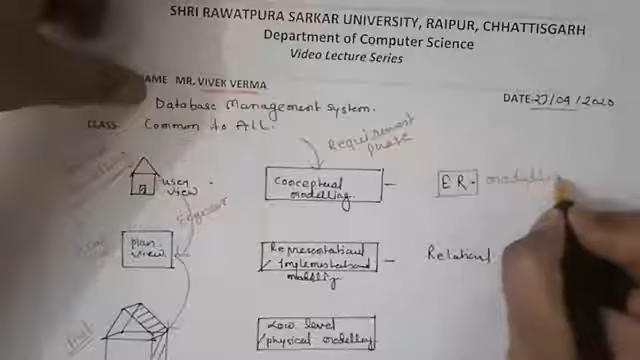 SHRI RAWATPURA SARKAR UNIVERSITY, RAIPUR, CHHATTISGARH
Department of Computer Science
Video Lecture Series
NAME MR. VIVEK VERMA
DATE 27/04/2020
Database Management System.
CLASS Common to ALL.
Requirement phase
user view
Conceptual modelling
E R.
Engineer
plan view
Representational / Implementational modelling
Relational
Low level / physical modelling